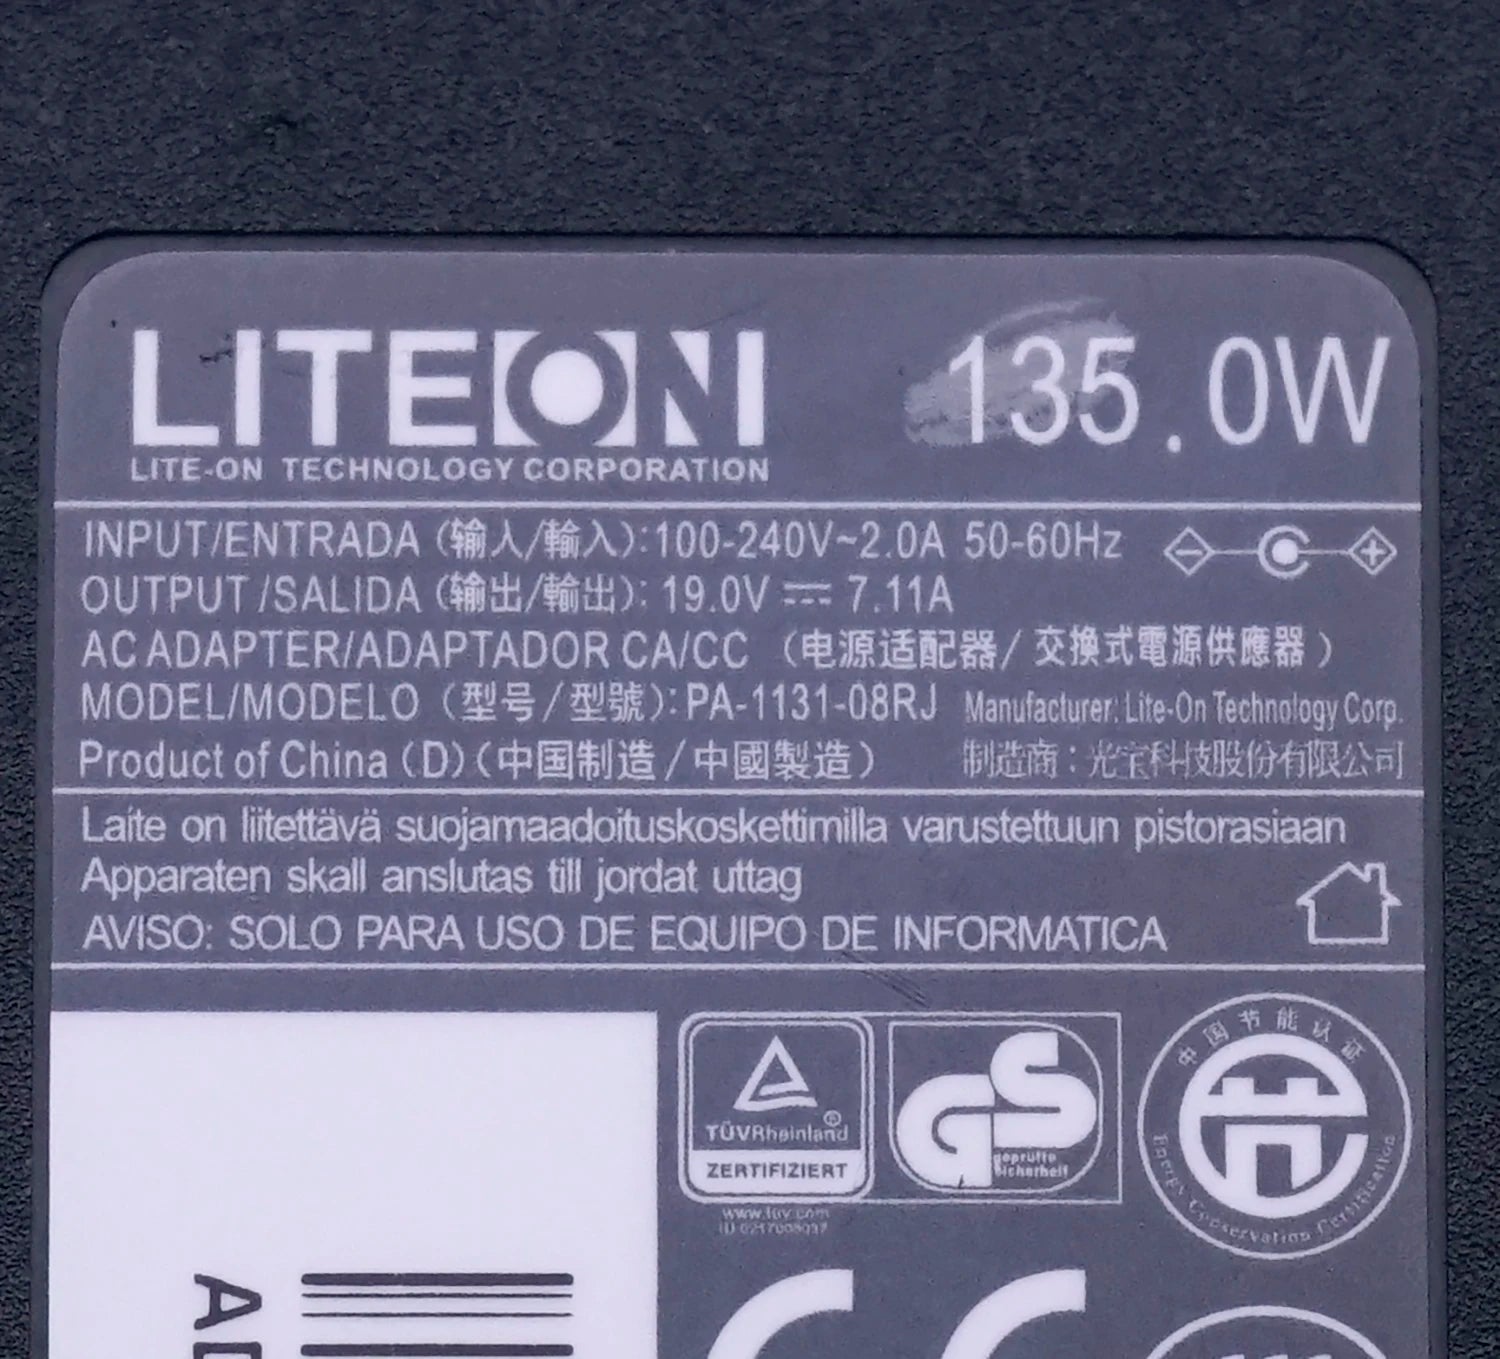 LITEON
135.0W
LITE-ON TECHNOLOGY CORPORATION
INPUT/ENTRADA (输入/輸入):100-240V~2.0A 50-60Hz
OUTPUT/SALIDA (输出/輸出): 19.0V ⎓ 7.11A
AC ADAPTER/ADAPTADOR CA/CC (电源适配器/ 交換式電源供應器)
MODEL/MODELO (型号/型號):PA-1131-08RJ Manufacturer: Lite-On Technology Corp.
Product of China (D)(中国制造/中國製造) 制造商：光宝科技股份有限公司
Laite on liitettävä suojamaadoituskoskettimilla varustettuun pistorasiaan
Apparaten skall anslutas till jordat uttag
AVISO: SOLO PARA USO DE EQUIPO DE INFORMATICA
TÜVRheinland®
ZERTIFIZIERT
www.tuv.com
GS
geprüfte
Sicherheit
中国节能认证
Energy Conservation Certification
A